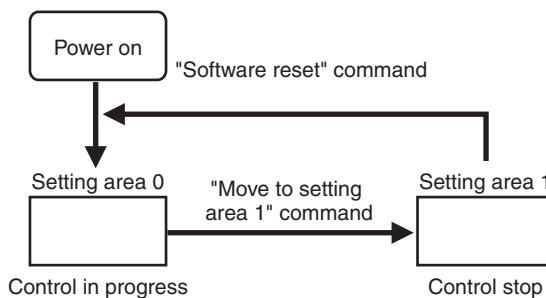 Power on
"Software reset" command
Setting area 0
"Move to setting
area 1" command
Setting area 1
Control in progress
Control stop